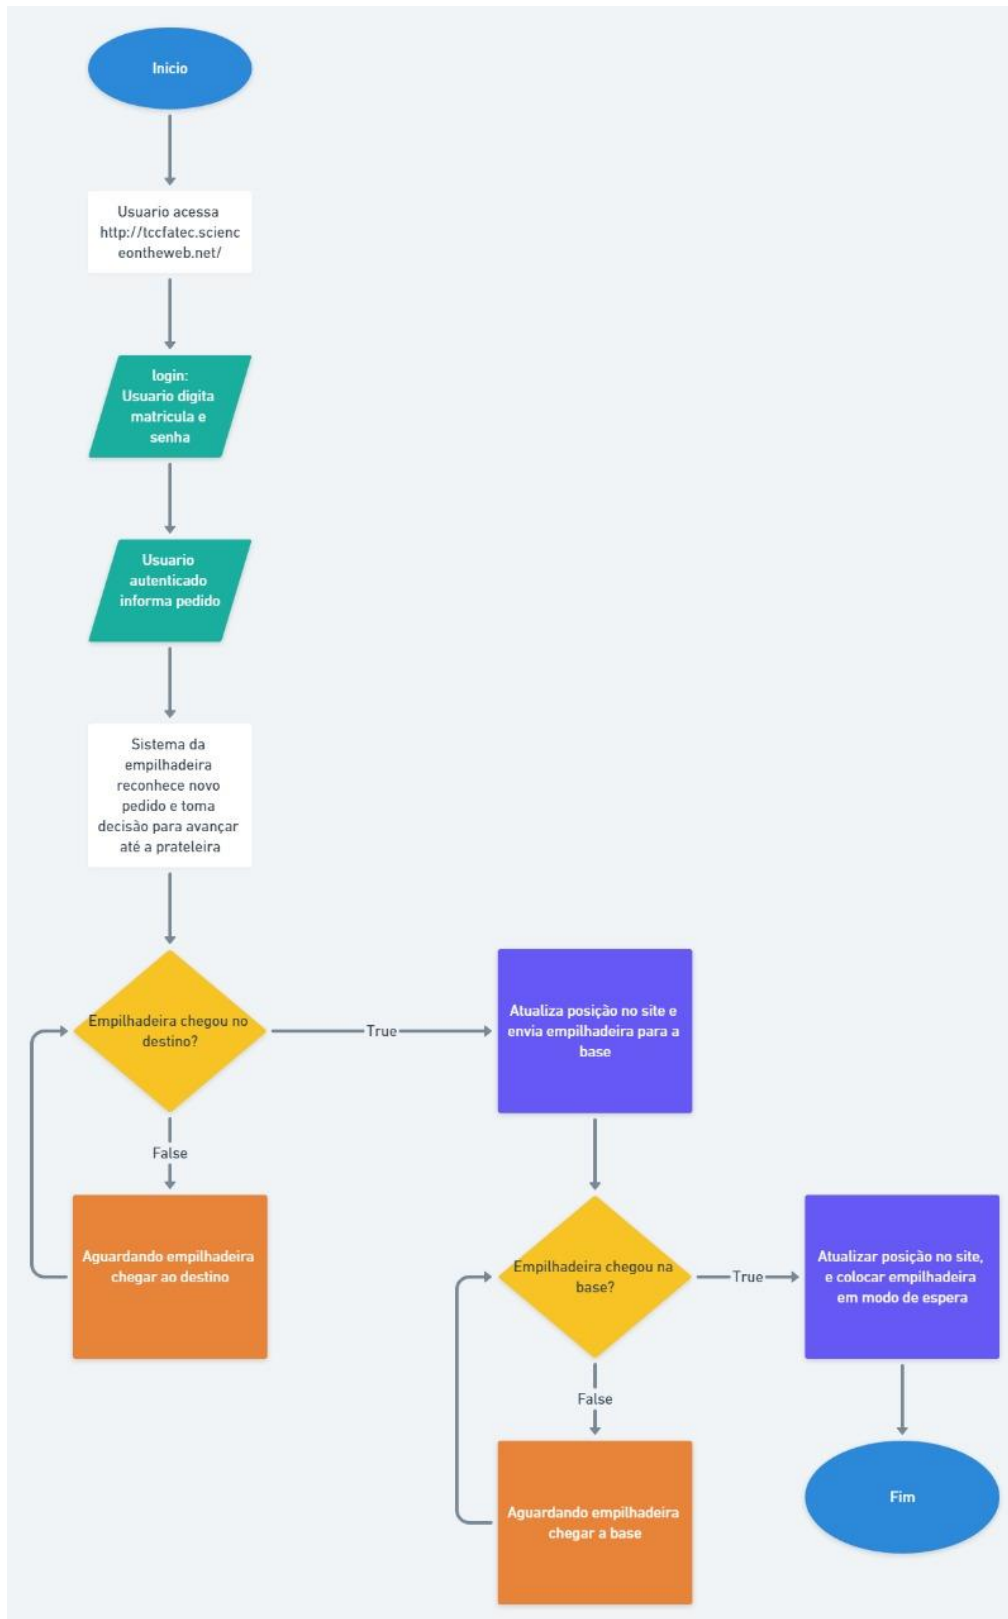 Inicio
Usuario acessa
http://tccfatec.scienc
eontheweb.net/
login:
Usuario digita
matricula e
senha
Usuario
autenticado
informa pedido
Sistema da
empilhadeira
reconhece novo
pedido e toma
decisão para avançar
até a prateleira
Empilhadeira chegou no
destino?
True
Atualiza posição no site e
envia empilhadeira para a
base
False
Aguardando empilhadeira
chegar ao destino
Empilhadeira chegou na
base?
True
Atualizar posição no site,
e colocar empilhadeira
em modo de espera
False
Aguardando empilhadeira
chegar a base
Fim